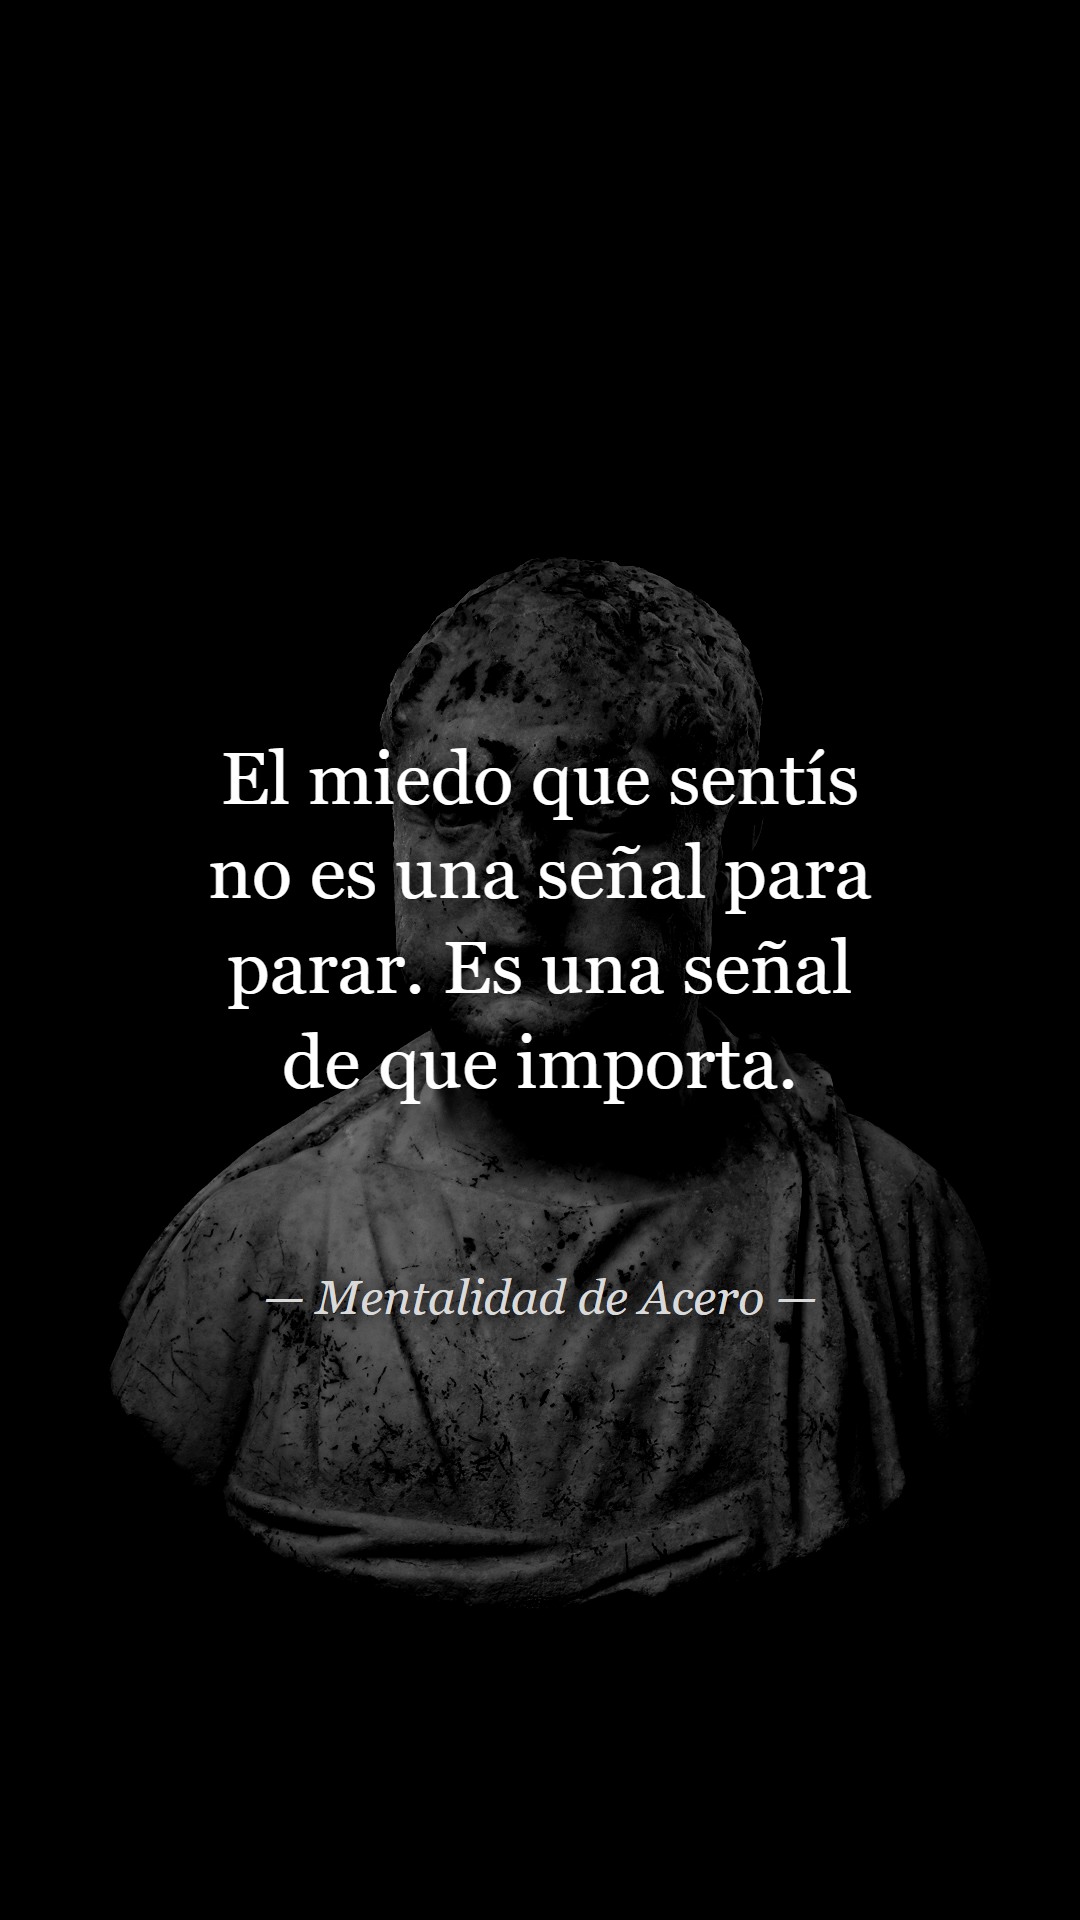 El miedo que sentís
no es una señal para
parar. Es una señal
de que importa.
— Mentalidad de Acero —